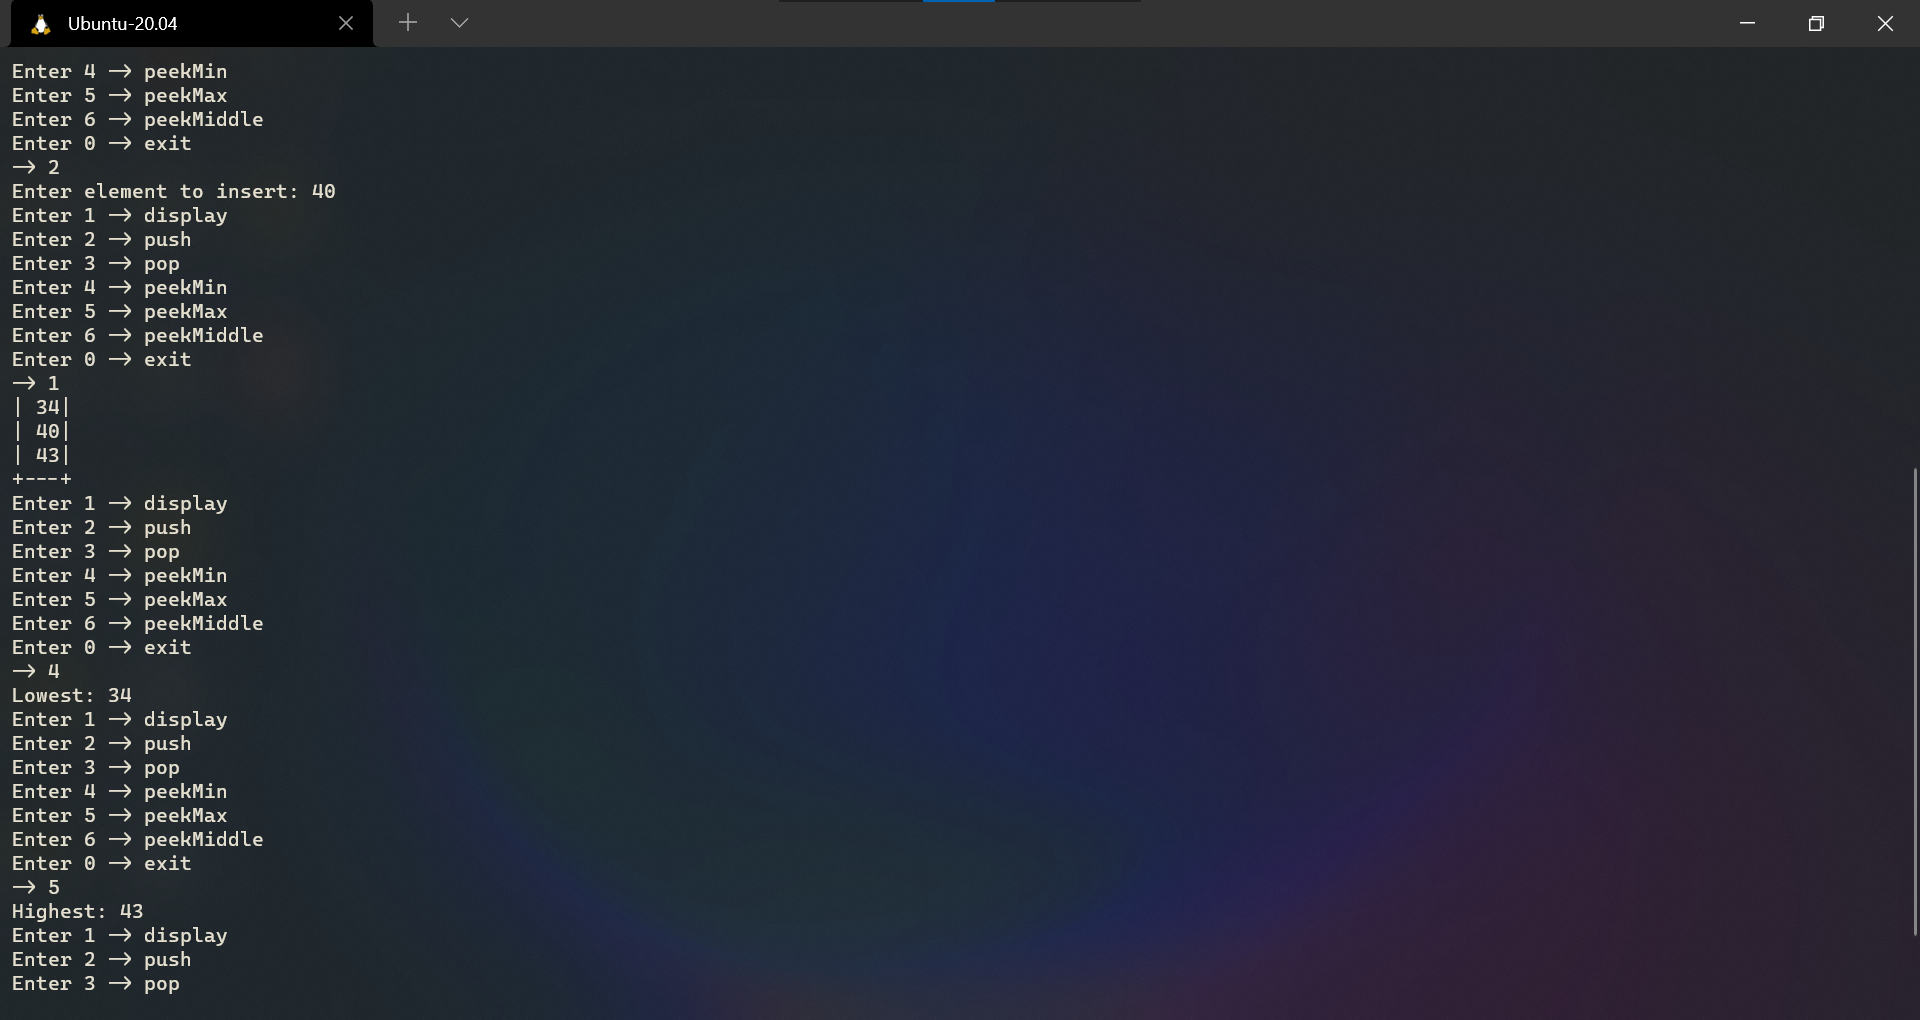 Ubuntu-20.04
Enter 4 —> peekMin
Enter 5 —> peekMax
Enter 6 —> peekMiddle
Enter 0 —> exit
—> 2
Enter element to insert: 40
Enter 1 —> display
Enter 2 —> push
Enter 3 —> pop
Enter 4 —> peekMin
Enter 5 —> peekMax
Enter 6 —> peekMiddle
Enter 0 —> exit
—> 1
| 34|
| 40|
| 43|
+---+
Enter 1 —> display
Enter 2 —> push
Enter 3 —> pop
Enter 4 —> peekMin
Enter 5 —> peekMax
Enter 6 —> peekMiddle
Enter 0 —> exit
—> 4
Lowest: 34
Enter 1 —> display
Enter 2 —> push
Enter 3 —> pop
Enter 4 —> peekMin
Enter 5 —> peekMax
Enter 6 —> peekMiddle
Enter 0 —> exit
—> 5
Highest: 43
Enter 1 —> display
Enter 2 —> push
Enter 3 —> pop